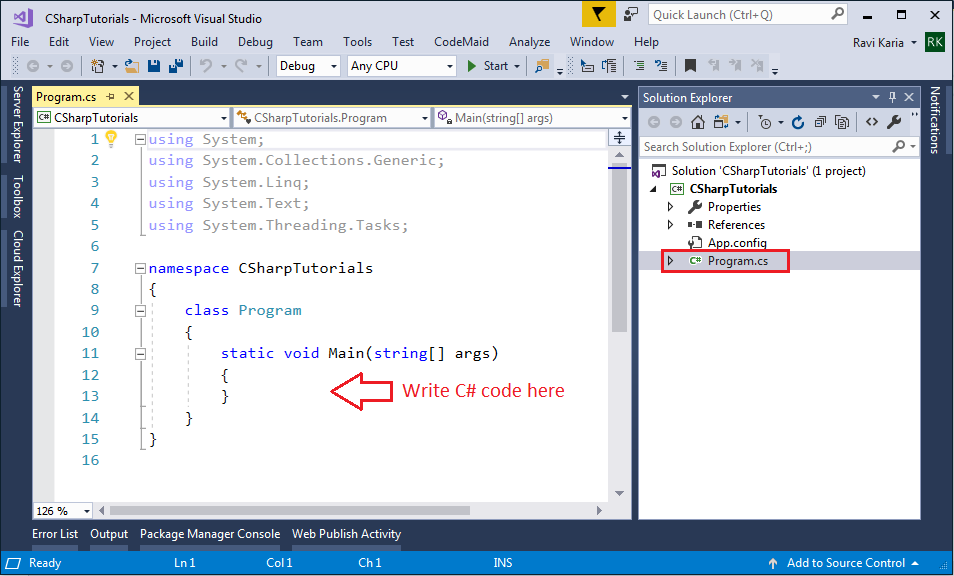 CSharpTutorials - Microsoft Visual Studio
Quick Launch (Ctrl+Q)
File Edit View Project Build Debug Team Tools Test CodeMaid Analyze Window Help
Ravi Karia RK
Debug Any CPU Start
Server Explorer
Toolbox
Cloud Explorer
Program.cs
C# CSharpTutorials CSharpTutorials.Program Main(string[] args)
1 using System;
2 using System.Collections.Generic;
3 using System.Linq;
4 using System.Text;
5 using System.Threading.Tasks;
6
7 namespace CSharpTutorials
8 {
9 class Program
10 {
11 static void Main(string[] args)
12 {
13 }
14 }
15 }
16
Write C# code here
126 %
Solution Explorer
Search Solution Explorer (Ctrl+;)
Solution 'CSharpTutorials' (1 project)
C# CSharpTutorials
Properties
References
App.config
C# Program.cs
Notifications
Error List Output Package Manager Console Web Publish Activity
Ready Ln 1 Col 1 Ch 1 INS Add to Source Control